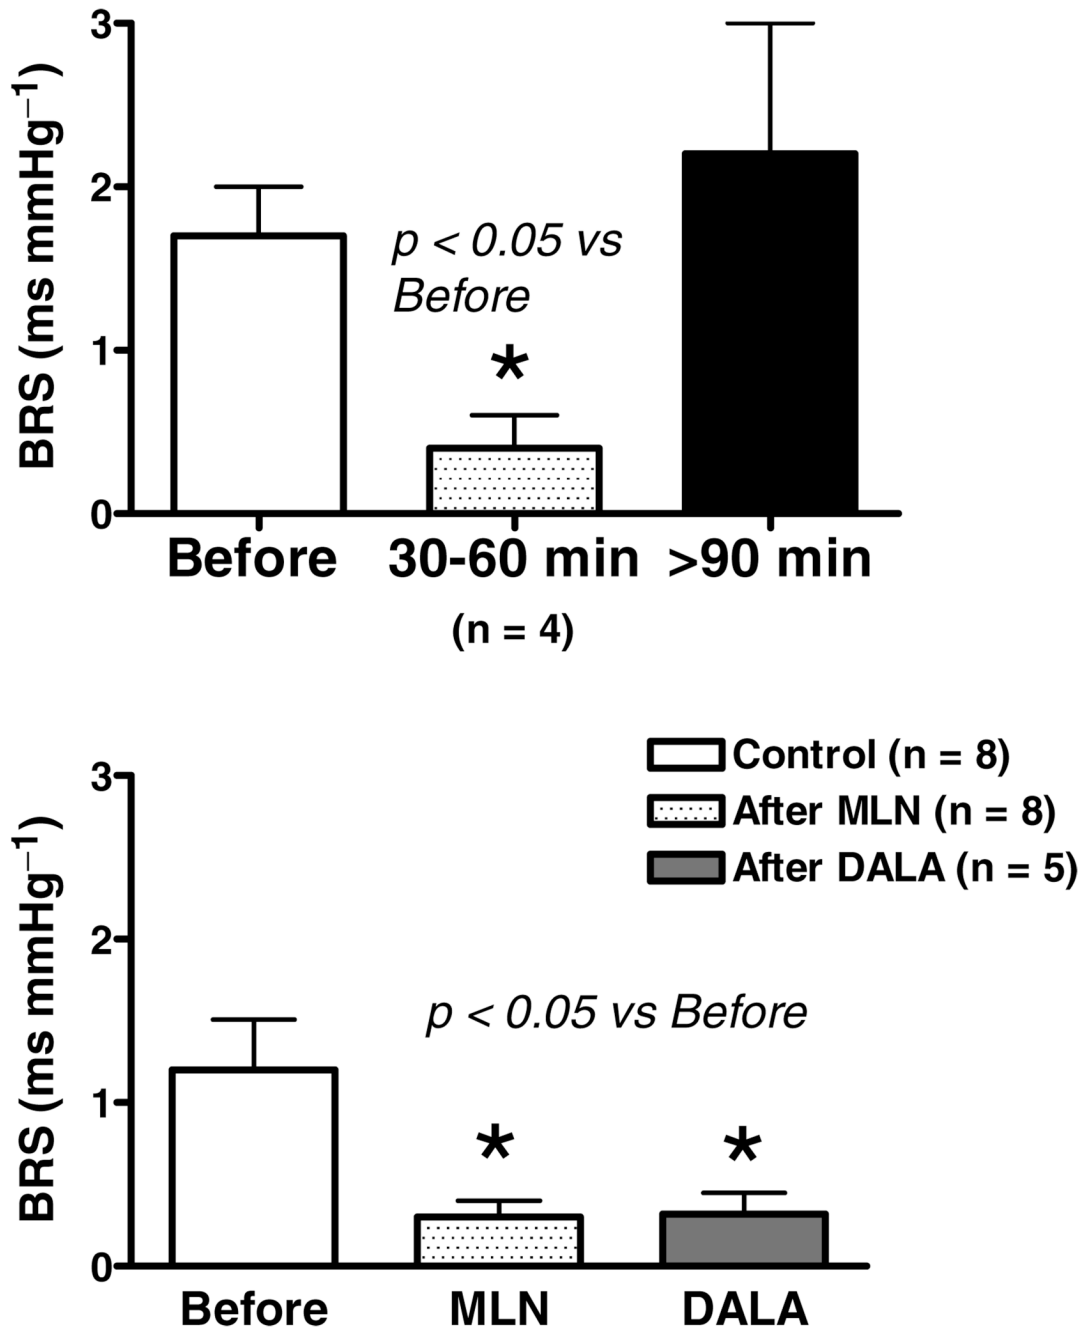 3
2
1
0
BRS (ms mmHg⁻¹)
p < 0.05 vs
Before
*
Before 30-60 min >90 min
(n = 4)
Control (n = 8)
After MLN (n = 8)
After DALA (n = 5)
3
2
1
0
BRS (ms mmHg⁻¹)
p < 0.05 vs Before
* *
Before MLN DALA